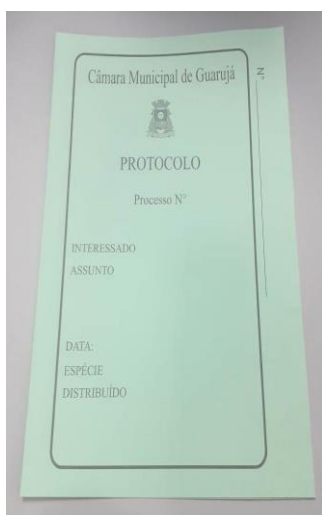 Câmara Municipal de Guarujá
PROTOCOLO
Processo N°
INTERESSADO
ASSUNTO
DATA:
ESPÉCIE
DISTRIBUÍDO
N°